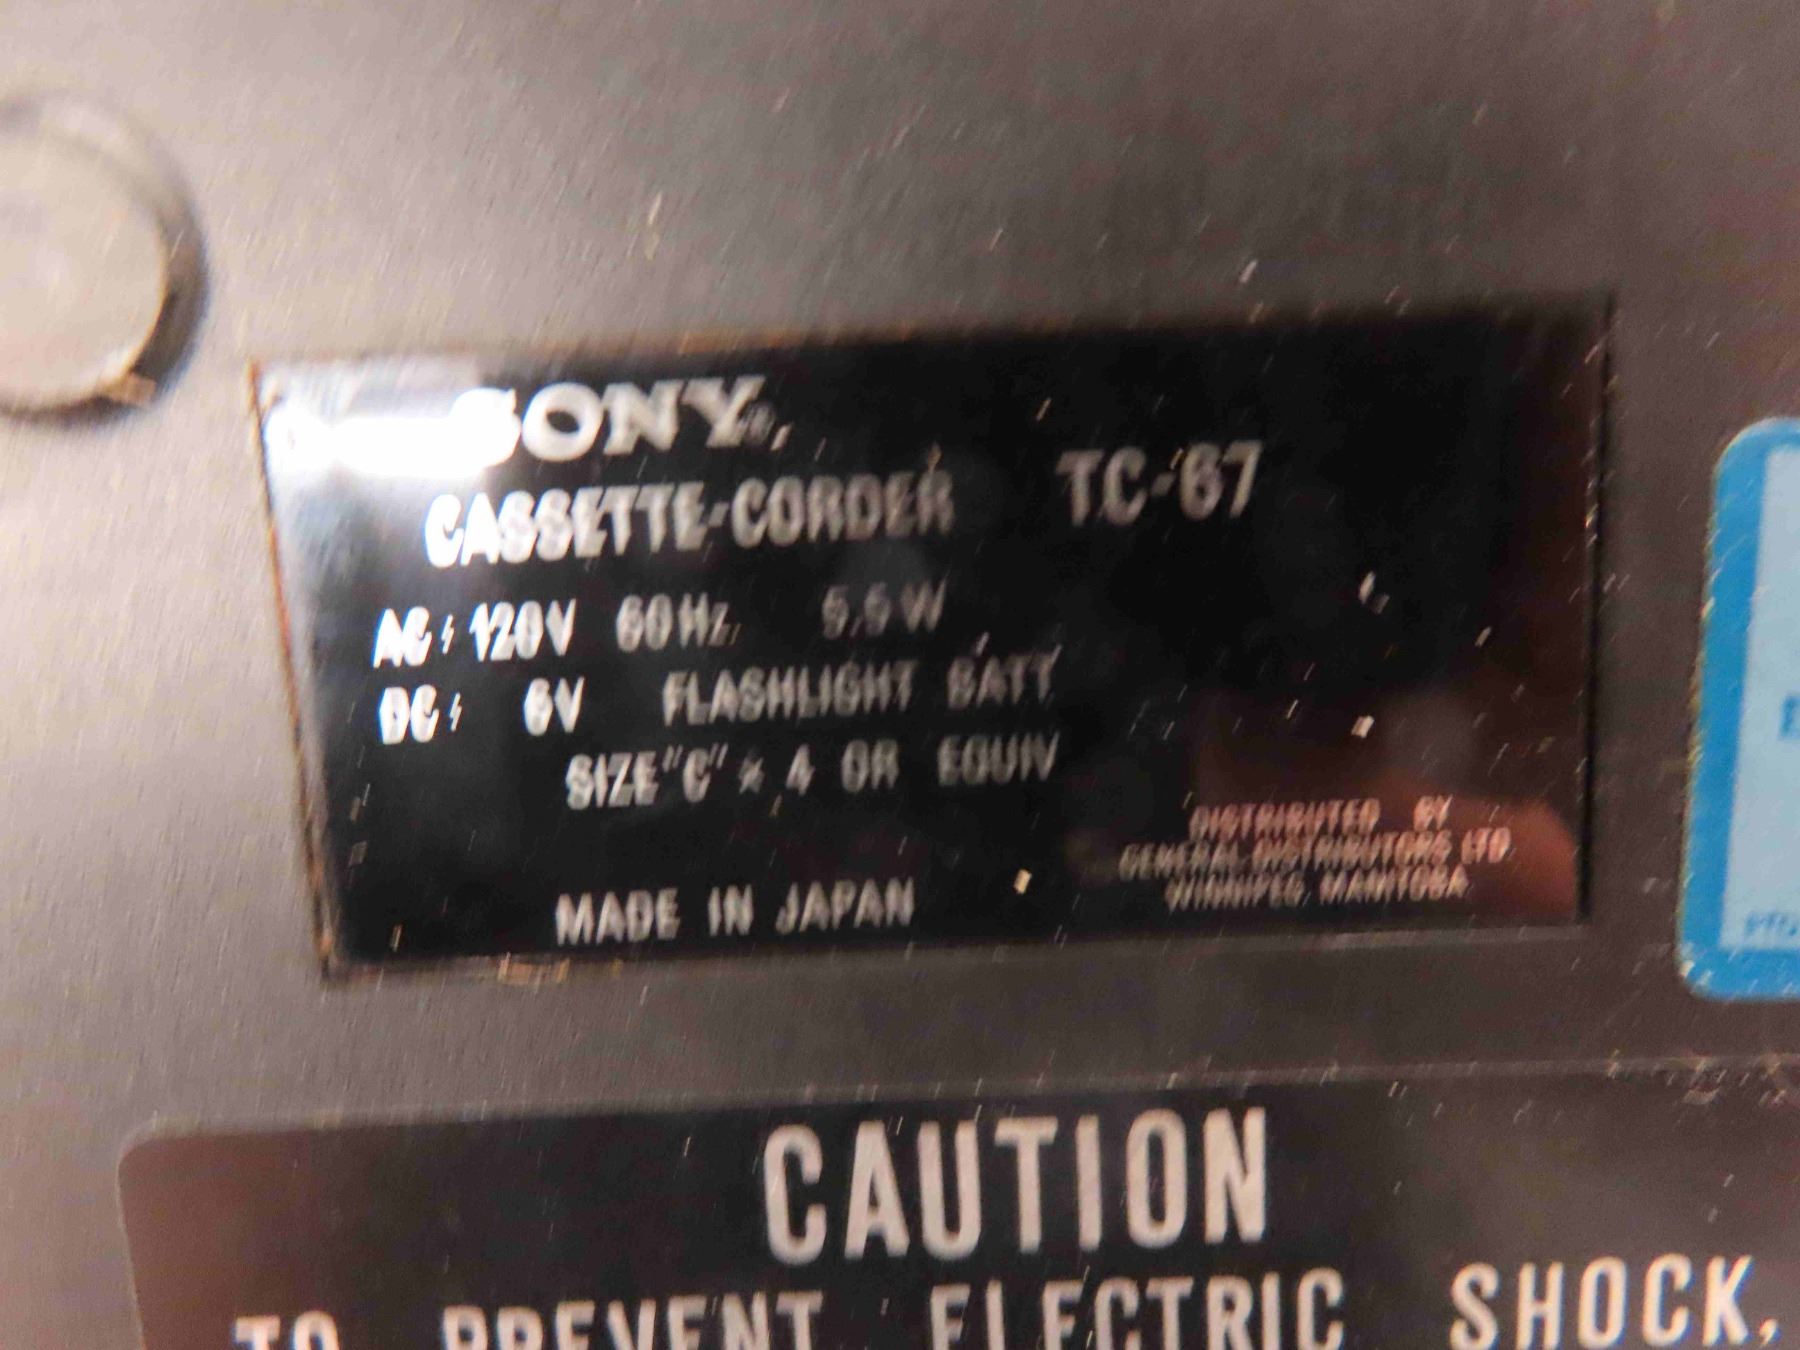 SONY®
CASSETTE-CORDER TC-67
AC: 120V 60Hz 5.5W
DC: 6V FLASHLIGHT BATT
SIZE"C" x 4 OR EQUIV
MADE IN JAPAN
DISTRIBUTED BY
GENERAL DISTRIBUTORS LTD
WINNIPEG, MANITOBA
CAUTION
TO PREVENT ELECTRIC SHOCK,